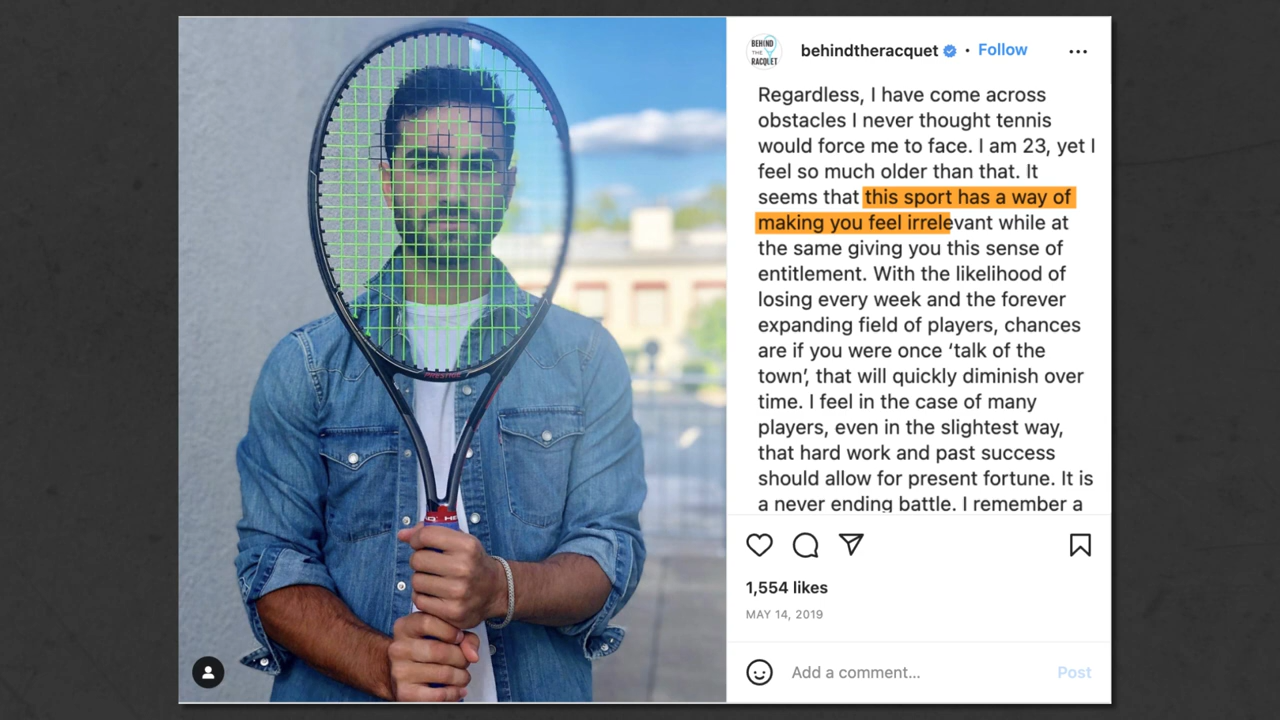 BEHIND
THE
RACQUET
behindtheracquet • Follow
Regardless, I have come across
obstacles I never thought tennis
would force me to face. I am 23, yet I
feel so much older than that. It
seems that this sport has a way of
making you feel irrelevant while at
the same giving you this sense of
entitlement. With the likelihood of
losing every week and the forever
expanding field of players, chances
are if you were once ‘talk of the
town’, that will quickly diminish over
time. I feel in the case of many
players, even in the slightest way,
that hard work and past success
should allow for present fortune. It is
a never ending battle. I remember a
PRESTIGE
1,554 likes
MAY 14, 2019
Add a comment...
Post